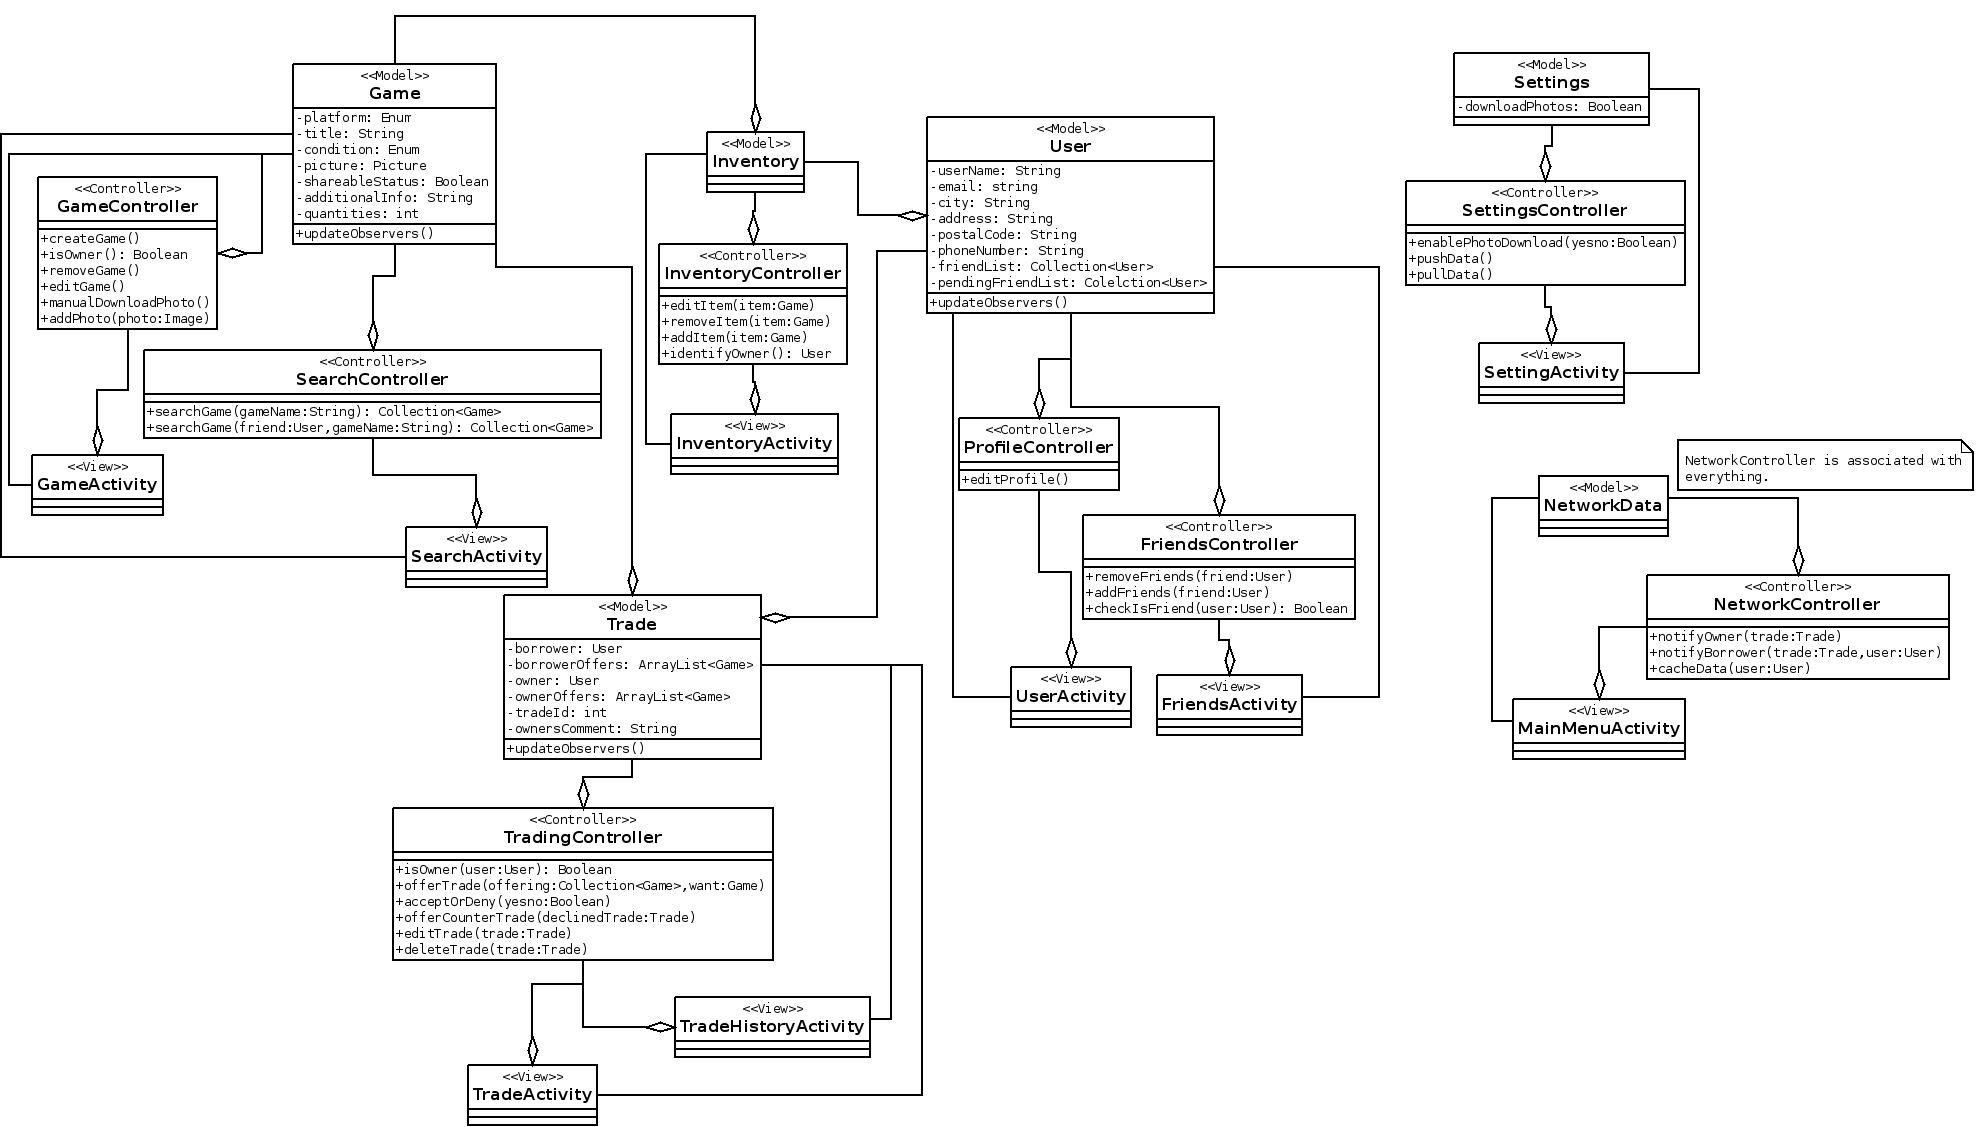 <<Model>>
Game
-platform: Enum
-title: String
-condition: Enum
-picture: Picture
-shareableStatus: Boolean
-additionalInfo: String
-quantities: int
+updateObservers()
<<Controller>>
GameController
+createGame()
+isOwner(): Boolean
+removeGame()
+editGame()
+manualDownloadPhoto()
+addPhoto(photo:Image)
<<Controller>>
SearchController
+searchGame(gameName:String): Collection<Game>
+searchGame(friend:User,gameName:String): Collection<Game>
<<View>>
GameActivity
<<View>>
SearchActivity
<<Model>>
Inventory
<<Controller>>
InventoryController
+editItem(item:Game)
+removeItem(item:Game)
+addItem(item:Game)
+identifyOwner(): User
<<View>>
InventoryActivity
<<Model>>
User
-userName: String
-email: string
-city: String
-address: String
-postalCode: String
-phoneNumber: String
-friendList: Collection<User>
-pendingFriendList: Colelction<User>
+updateObservers()
<<Controller>>
ProfileController
+editProfile()
<<Controller>>
FriendsController
+removeFriends(friend:User)
+addFriends(friend:User)
+checkIsFriend(user:User): Boolean
<<View>>
UserActivity
<<View>>
FriendsActivity
<<Model>>
Trade
-borrower: User
-borrowerOffers: ArrayList<Game>
-owner: User
-ownerOffers: ArrayList<Game>
-tradeId: int
-ownersComment: String
+updateObservers()
<<Controller>>
TradingController
+isOwner(user:User): Boolean
+offerTrade(offering:Collection<Game>,want:Game)
+acceptOrDeny(yesno:Boolean)
+offerCounterTrade(declinedTrade:Trade)
+editTrade(trade:Trade)
+deleteTrade(trade:Trade)
<<View>>
TradeHistoryActivity
<<View>>
TradeActivity
<<Model>>
Settings
-downloadPhotos: Boolean
<<Controller>>
SettingsController
+enablePhotoDownload(yesno:Boolean)
+pushData()
+pullData()
<<View>>
SettingActivity
NetworkController is associated with
everything.
<<Model>>
NetworkData
<<Controller>>
NetworkController
+notifyOwner(trade:Trade)
+notifyBorrower(trade:Trade,user:User)
+cacheData(user:User)
<<View>>
MainMenuActivity